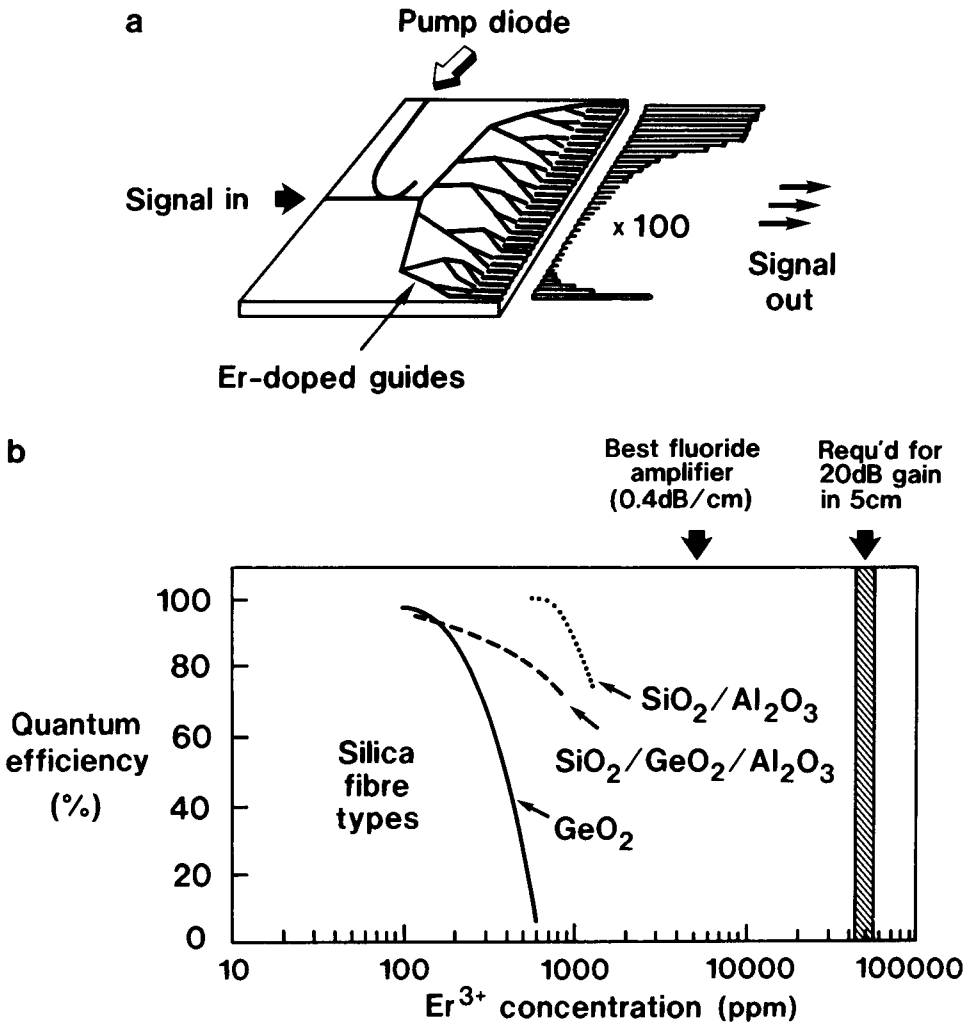 a
Pump diode
Signal in
x 100
Signal
out
Er-doped guides
b
Best fluoride
amplifier
(0.4dB/cm)
Requ'd for
20dB gain
in 5cm
Quantum
efficiency
(%)
100
80
60
40
20
0
Silica
fibre
types
SiO₂/Al₂O₃
SiO₂/GeO₂/Al₂O₃
GeO₂
10 100 1000 10000 100000
Er³⁺ concentration (ppm)